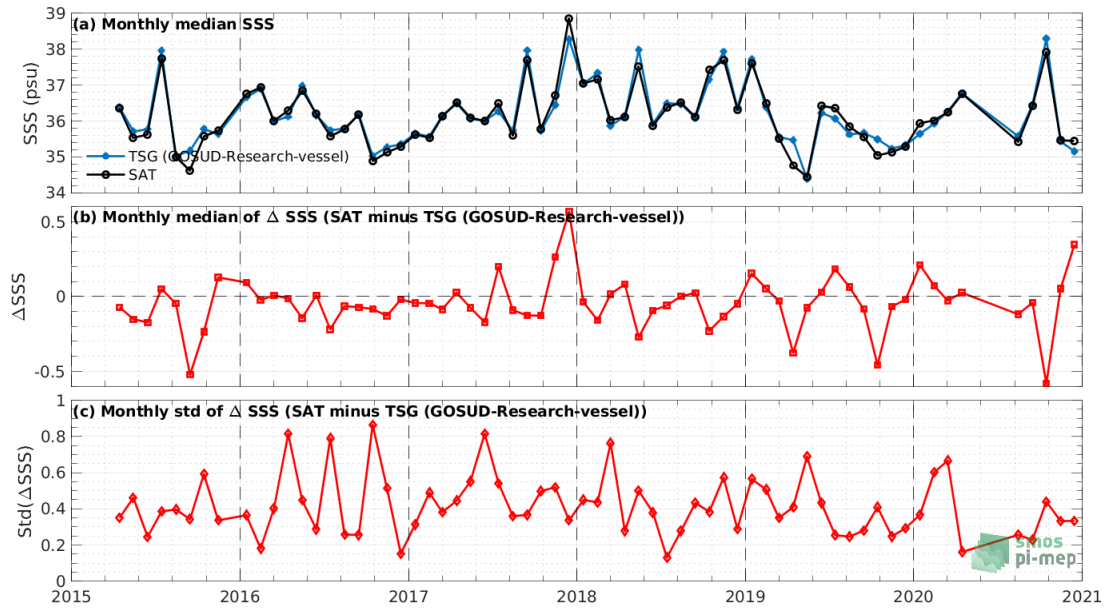 (a) Monthly median SSS
SSS (psu)
39
38
37
36
35
34
TSG (GOSUD-Research-vessel)
SAT
(b) Monthly median of Δ SSS (SAT minus TSG (GOSUD-Research-vessel))
ΔSSS
0.5
0
-0.5
(c) Monthly std of Δ SSS (SAT minus TSG (GOSUD-Research-vessel))
Std(ΔSSS)
1
0.8
0.6
0.4
0.2
0
smos
pi-mep
2015 2016 2017 2018 2019 2020 2021